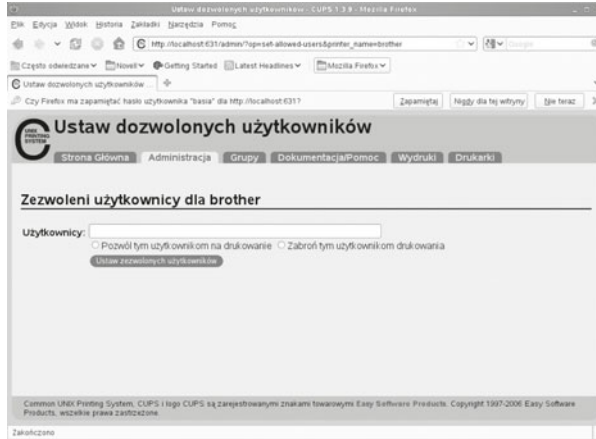 Ustaw dozwolonych użytkowników - CUPS 1.3.9 - Mozilla Firefox
Plik Edycja Widok Historia Zakładki Narzędzia Pomoc
http://localhost:631/admin/?op=set-allowed-users&printer_name=brother
Google
Często odwiedzane Novell Getting Started Latest Headlines Mozilla Firefox
Ustaw dozwolonych użytkowników ...
Czy Firefox ma zapamiętać hasło użytkownika "basia" dla http://localhost:631? Zapamiętaj Nigdy dla tej witryny Nie teraz
UNIX PRINTING SYSTEM
Ustaw dozwolonych użytkowników
Strona Główna Administracja Grupy Dokumentacja/Pomoc Wydruki Drukarki
Zezwoleni użytkownicy dla brother
Użytkownicy:
Pozwól tym użytkownikom na drukowanie Zabroń tym użytkownikom drukowania
Ustaw zezwolonych użytkowników
Common UNIX Printing System, CUPS i logo CUPS są zarejestrowanymi znakami towarowymi Easy Software Products. Copyright 1997-2006 Easy Software
Products, wszelkie prawa zastrzeżone.
Zakończono